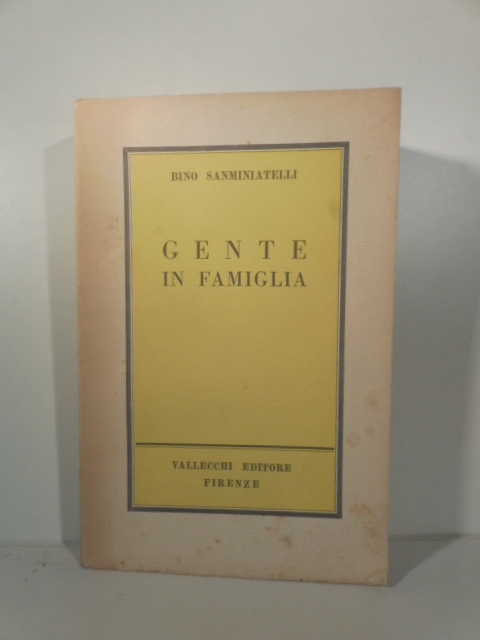 BINO SANMINIATELLI
GENTE
IN FAMIGLIA
VALLECCHI EDITORE
FIRENZE